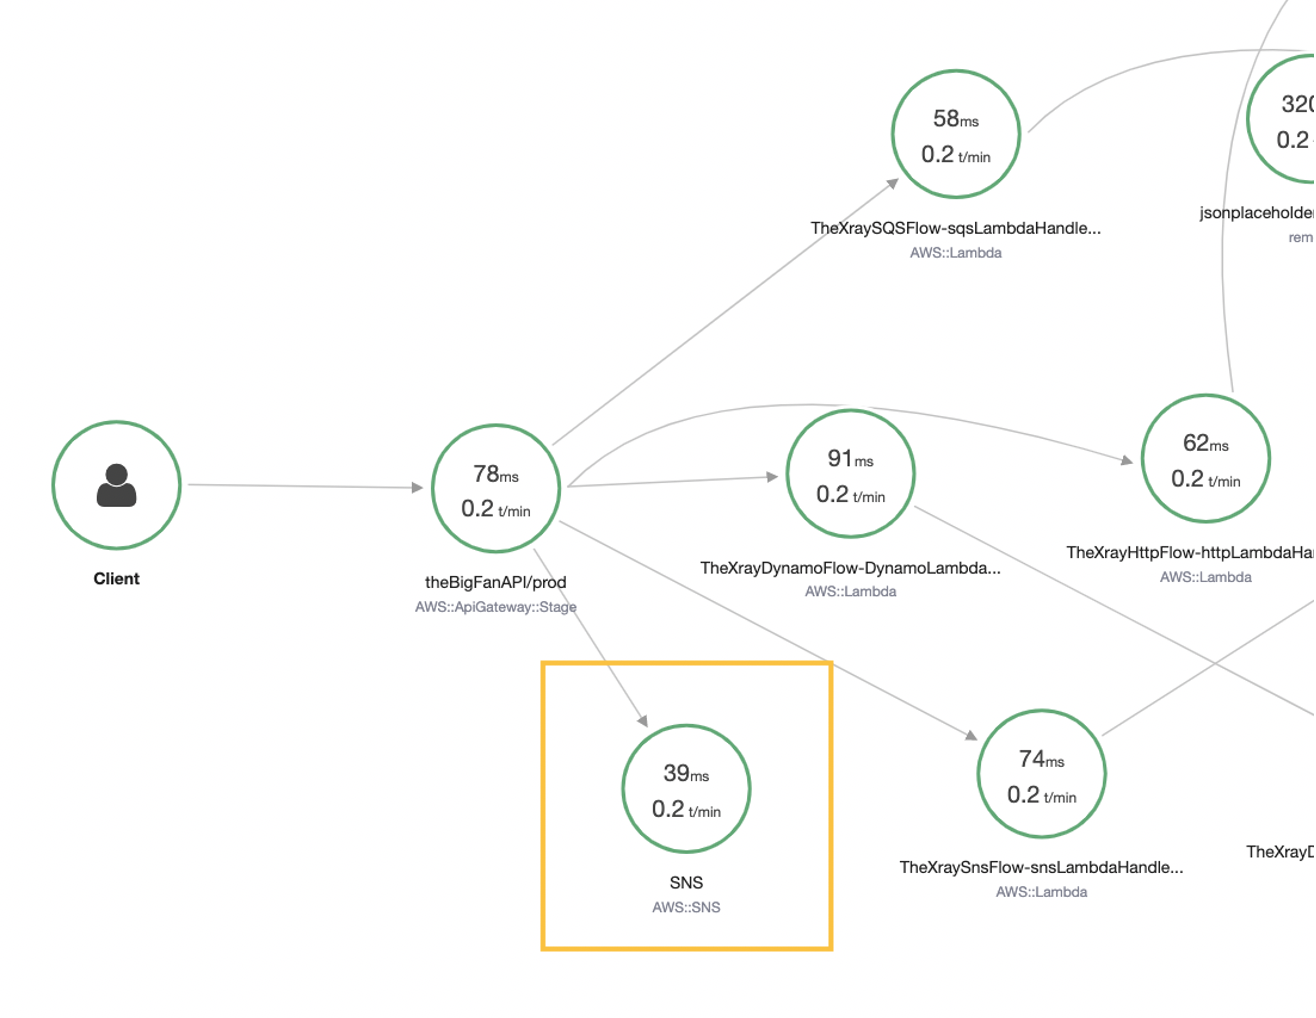 58ms
0.2 t/min
TheXraySQSFlow-sqsLambdaHandle...
AWS::Lambda
320
0.2
jsonplaceholder
rem
Client
78ms
0.2 t/min
theBigFanAPI/prod
AWS::ApiGateway::Stage
91ms
0.2 t/min
TheXrayDynamoFlow-DynamoLambda...
AWS::Lambda
62ms
0.2 t/min
TheXrayHttpFlow-httpLambdaHa
AWS::Lambda
39ms
0.2 t/min
SNS
AWS::SNS
74ms
0.2 t/min
TheXraySnsFlow-snsLambdaHandle...
AWS::Lambda
TheXrayD